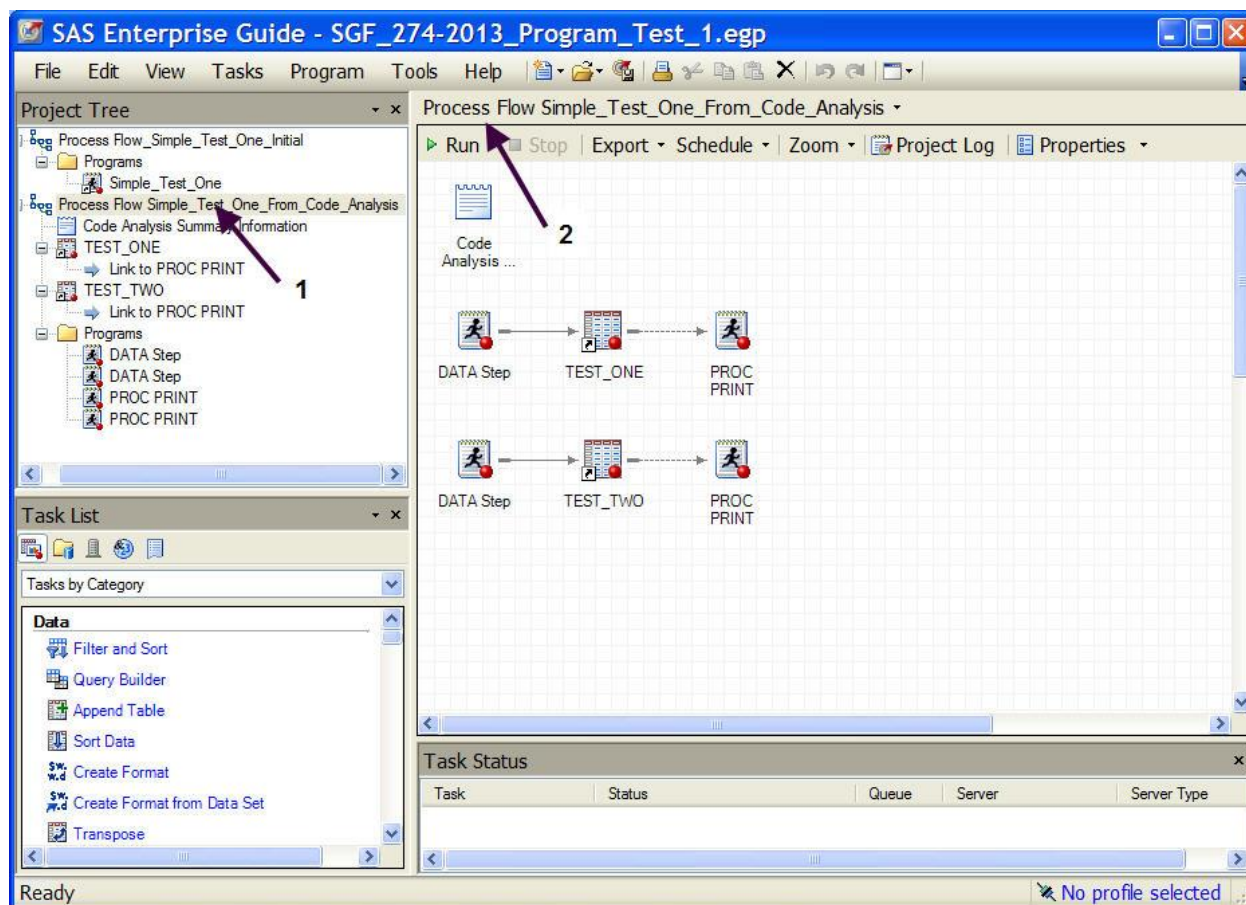 SAS Enterprise Guide - SGF_274-2013_Program_Test_1.egp
File Edit View Tasks Program Tools Help
Project Tree
Process Flow_Simple_Test_One_Initial
Programs
Simple_Test_One
Process Flow Simple_Test_One_From_Code_Analysis
Code Analysis Summary Information
TEST_ONE
Link to PROC PRINT
1
TEST_TWO
Link to PROC PRINT
Programs
DATA Step
DATA Step
PROC PRINT
PROC PRINT
Process Flow Simple_Test_One_From_Code_Analysis
Run Stop Export Schedule Zoom Project Log Properties
2
Code
Analysis ...
DATA Step TEST_ONE PROC
PRINT
DATA Step TEST_TWO PROC
PRINT
Task List
Tasks by Category
Data
Filter and Sort
Query Builder
Append Table
Sort Data
Create Format
Create Format from Data Set
Transpose
Task Status
Task Status Queue Server Server Type
Ready
No profile selected